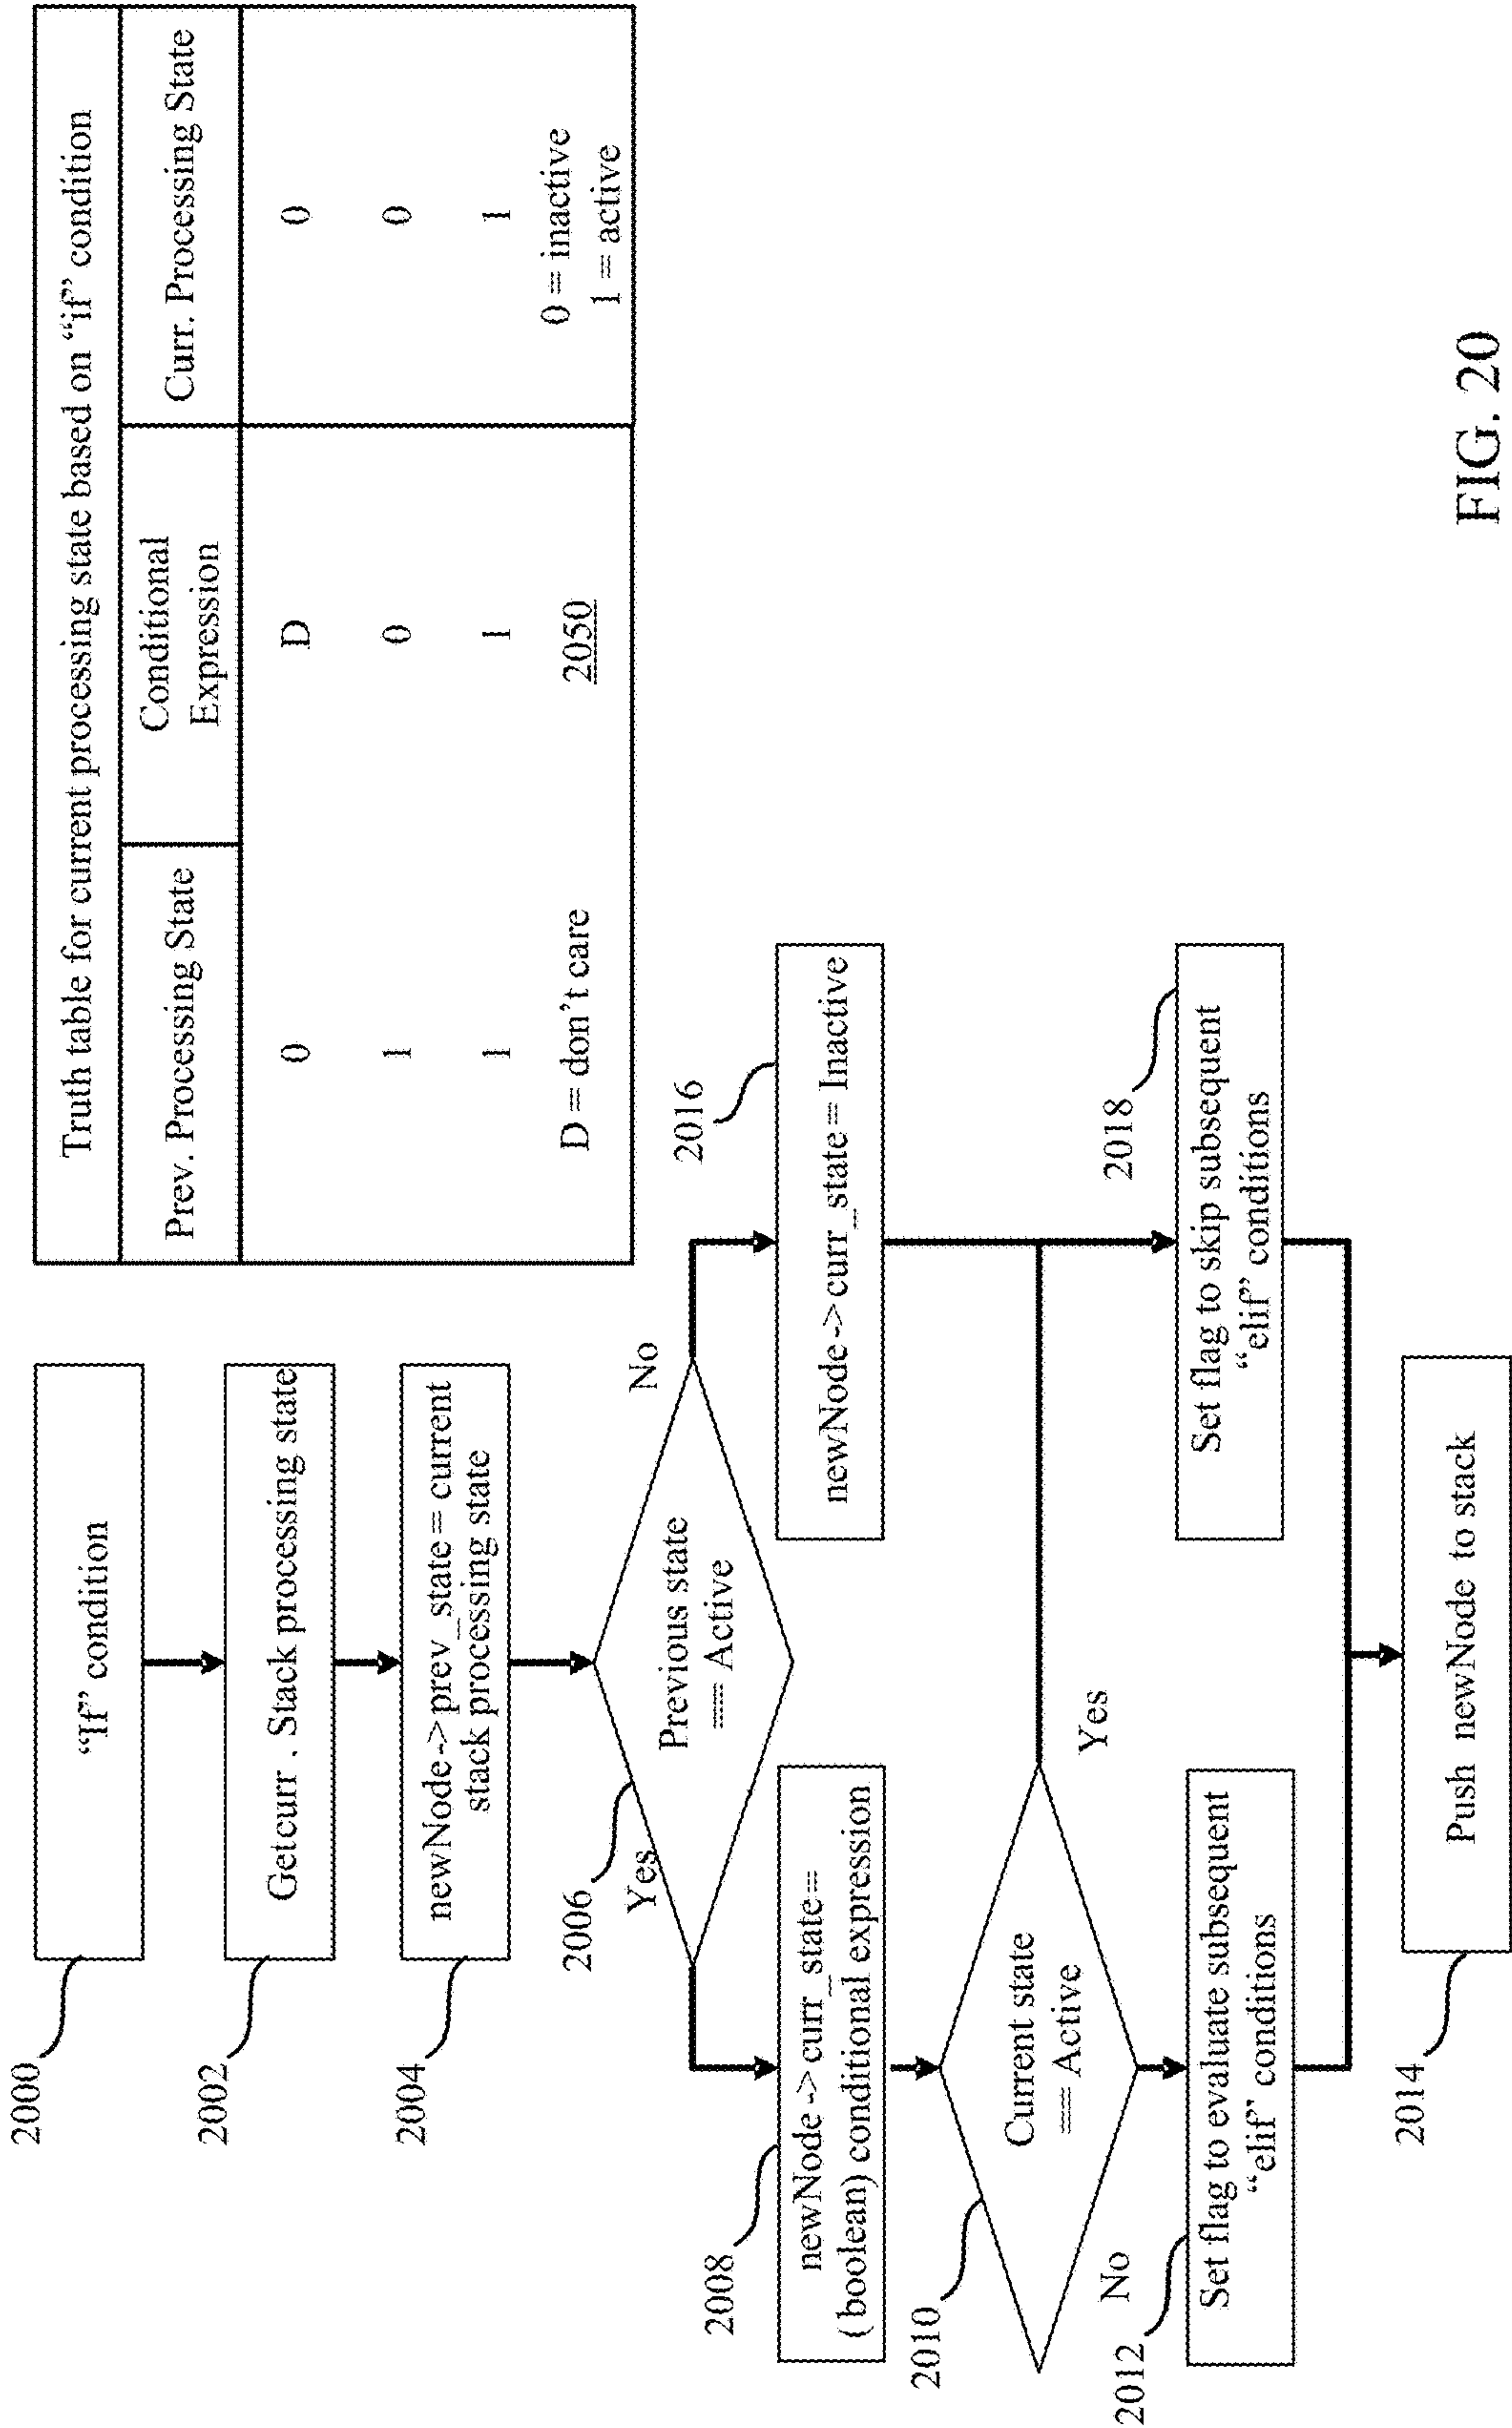 2000
“If” condition
2002
Getcurr . Stack processing state
2004
newNode->prev_state = current
stack processing state
2006
Previous state
== Active
Yes
No
2008
newNode->curr_state =
(boolean) conditional expression
2016
newNode->curr_state = Inactive
2010
Current state
== Active
Yes
No
2012
Set flag to evaluate subsequent
“elif” conditions
2018
Set flag to skip subsequent
“elif” conditions
2014
Push newNode to stack
Truth table for current processing state based on “if” condition
Prev. Processing State
Conditional
Expression
Curr. Processing State
0 D 0
1 0 0
1 1 1
D = don’t care
2050
0 = inactive
1 = active
FIG. 20